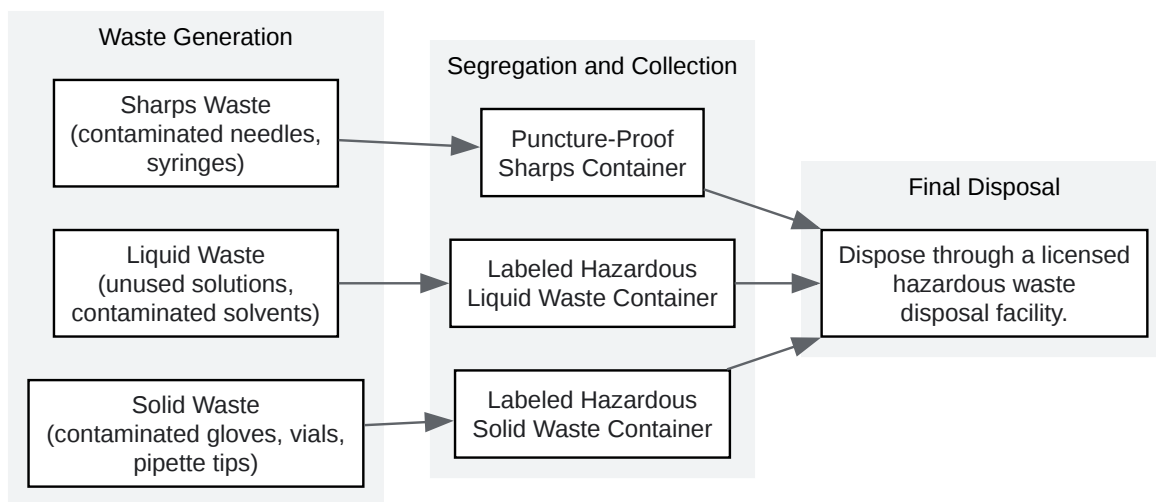 Waste Generation
Sharps Waste
(contaminated needles,
syringes)
Liquid Waste
(unused solutions,
contaminated solvents)
Solid Waste
(contaminated gloves, vials,
pipette tips)
Segregation and Collection
Puncture-Proof
Sharps Container
Labeled Hazardous
Liquid Waste Container
Labeled Hazardous
Solid Waste Container
Final Disposal
Dispose through a licensed
hazardous waste
disposal facility.